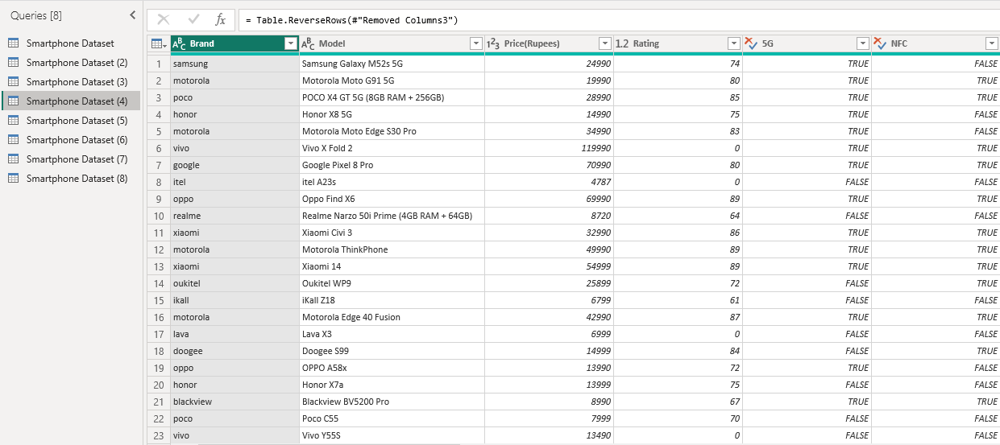 Queries [8]
Smartphone Dataset
Smartphone Dataset (2)
Smartphone Dataset (3)
Smartphone Dataset (4)
Smartphone Dataset (5)
Smartphone Dataset (6)
Smartphone Dataset (7)
Smartphone Dataset (8)
fx = Table.ReverseRows(#"Removed Columns3")
ABC Brand ABC Model 123 Price(Rupees) 1.2 Rating 5G NFC
1 samsung Samsung Galaxy M52s 5G 24990 74 TRUE FALSE
2 motorola Motorola Moto G91 5G 19990 80 TRUE TRUE
3 poco POCO X4 GT 5G (8GB RAM + 256GB) 28990 85 TRUE TRUE
4 honor Honor X8 5G 14990 75 TRUE FALSE
5 motorola Motorola Moto Edge S30 Pro 34990 83 TRUE FALSE
6 vivo Vivo X Fold 2 119990 0 TRUE TRUE
7 google Google Pixel 8 Pro 70990 80 TRUE TRUE
8 itel itel A23s 4787 0 FALSE FALSE
9 oppo Oppo Find X6 69990 89 TRUE TRUE
10 realme Realme Narzo 50i Prime (4GB RAM + 64GB) 8720 64 FALSE FALSE
11 xiaomi Xiaomi Civi 3 32990 86 TRUE TRUE
12 motorola Motorola ThinkPhone 49990 89 TRUE TRUE
13 xiaomi Xiaomi 14 54999 89 TRUE TRUE
14 oukitel Oukitel WP9 25899 72 FALSE TRUE
15 ikall iKall Z18 6799 61 FALSE FALSE
16 motorola Motorola Edge 40 Fusion 42990 87 TRUE TRUE
17 lava Lava X3 6999 0 FALSE FALSE
18 doogee Doogee S99 14999 84 FALSE TRUE
19 oppo OPPO A58x 13990 72 TRUE FALSE
20 honor Honor X7a 13999 75 FALSE FALSE
21 blackview Blackview BV5200 Pro 8990 67 TRUE TRUE
22 poco Poco C55 7999 70 FALSE FALSE
23 vivo Vivo Y55S 13490 0 FALSE FALSE